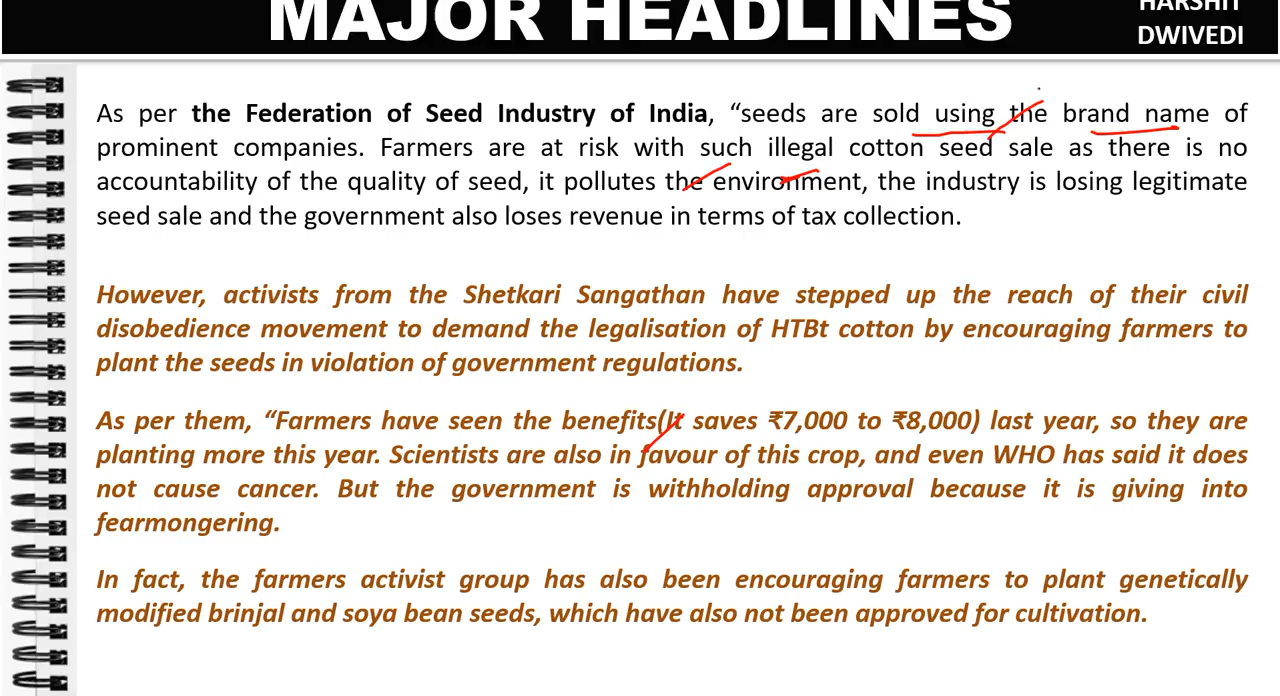 MAJOR HEADLINES
HARSHIT
DWIVEDI
As per the Federation of Seed Industry of India, “seeds are sold using the brand name of
prominent companies. Farmers are at risk with such illegal cotton seed sale as there is no
accountability of the quality of seed, it pollutes the environment, the industry is losing legitimate
seed sale and the government also loses revenue in terms of tax collection.
However, activists from the Shetkari Sangathan have stepped up the reach of their civil
disobedience movement to demand the legalisation of HTBt cotton by encouraging farmers to
plant the seeds in violation of government regulations.
As per them, “Farmers have seen the benefits(It saves ₹7,000 to ₹8,000) last year, so they are
planting more this year. Scientists are also in favour of this crop, and even WHO has said it does
not cause cancer. But the government is withholding approval because it is giving into
fearmongering.
In fact, the farmers activist group has also been encouraging farmers to plant genetically
modified brinjal and soya bean seeds, which have also not been approved for cultivation.